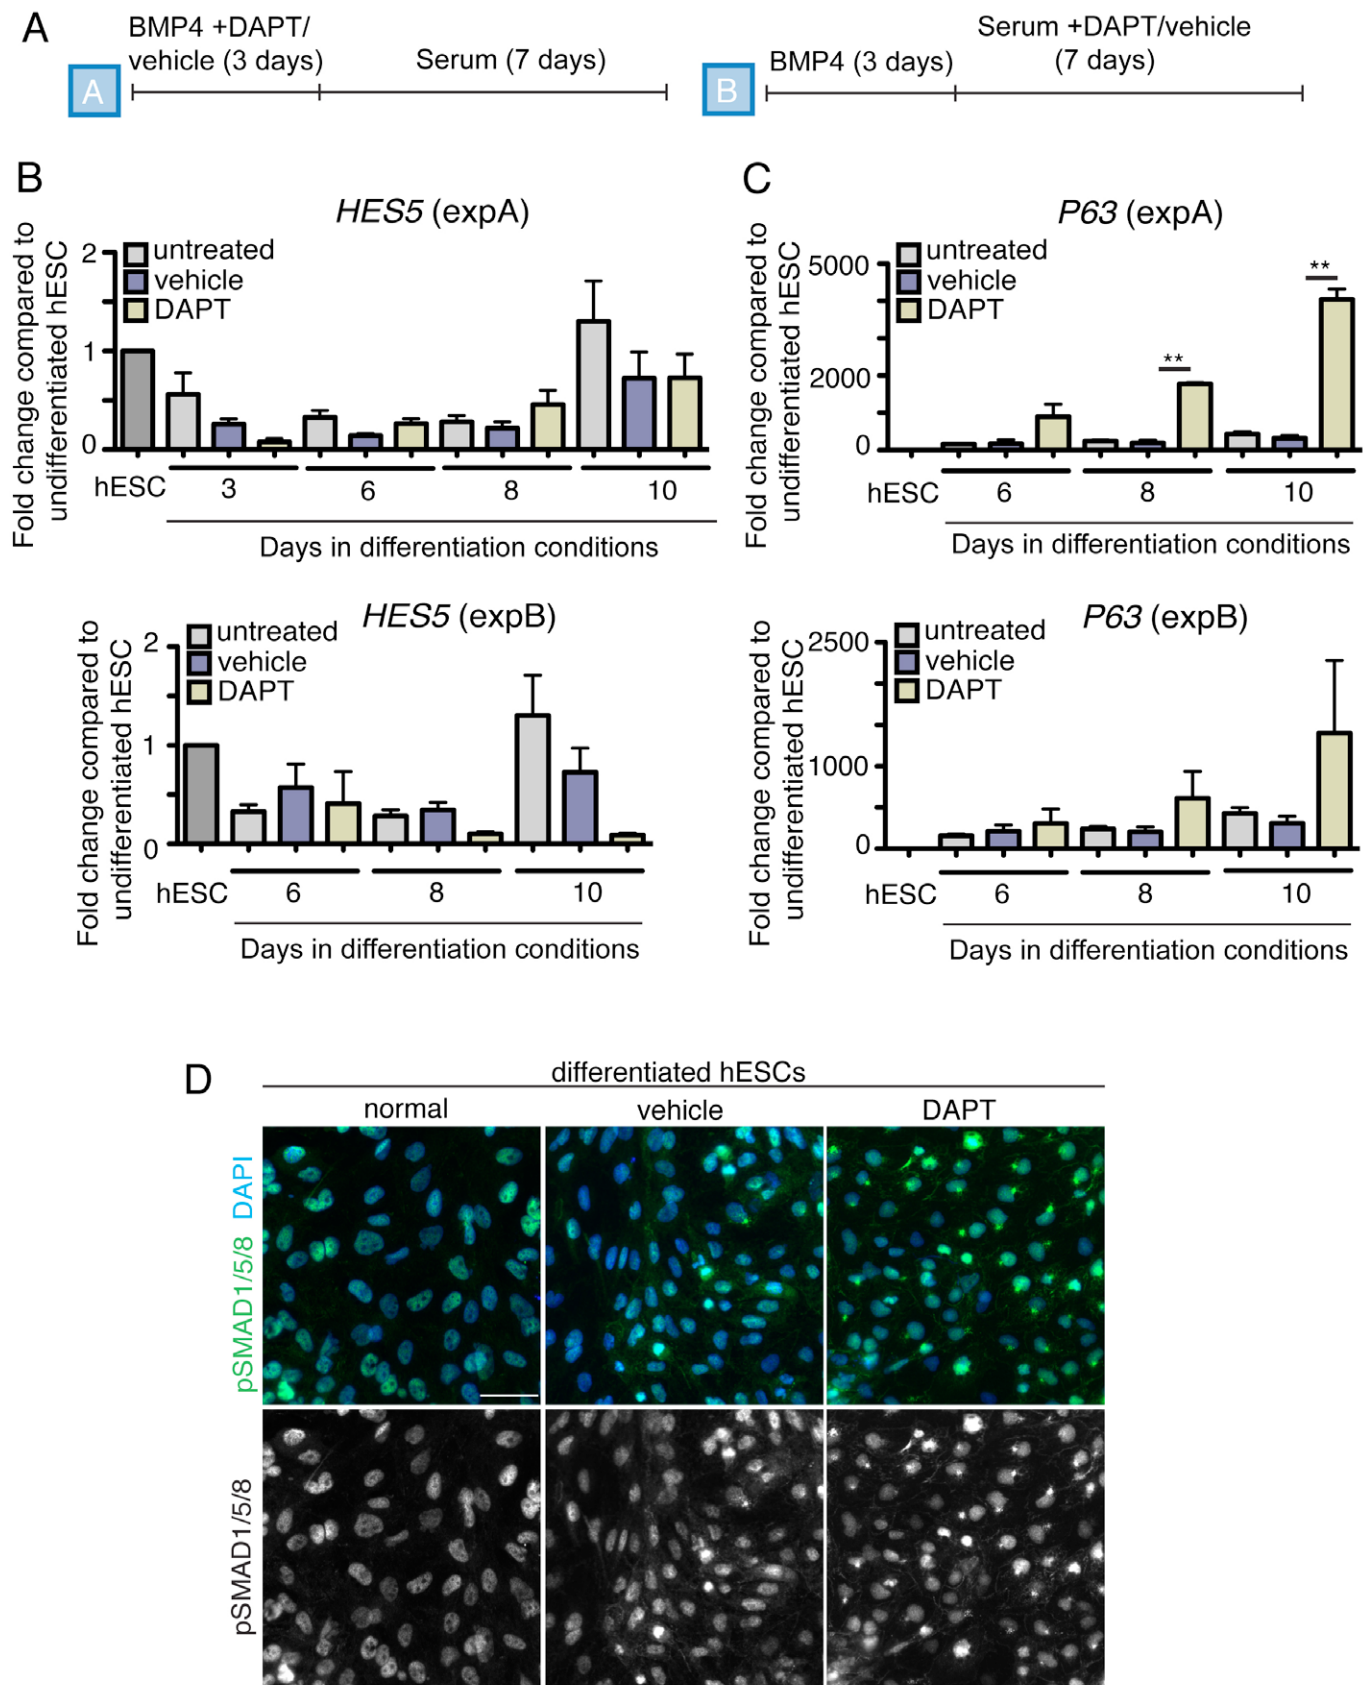 A
BMP4 +DAPT/
vehicle (3 days)
Serum (7 days)
A
Serum +DAPT/vehicle
(7 days)
BMP4 (3 days)
B
B
HES5 (expA)
Fold change compared to
undifferentiated hESC
2
1
0
untreated
vehicle
DAPT
hESC
3
6
8
10
Days in differentiation conditions
C
P63 (expA)
Fold change compared to
undifferentiated hESC
5000
2000
0
untreated
vehicle
DAPT
**
**
hESC
6
8
10
Days in differentiation conditions
HES5 (expB)
Fold change compared to
undifferentiated hESC
2
1
0
untreated
vehicle
DAPT
hESC
6
8
10
Days in differentiation conditions
P63 (expB)
Fold change compared to
undifferentiated hESC
2500
1000
0
untreated
vehicle
DAPT
hESC
6
8
10
Days in differentiation conditions
D
differentiated hESCs
normal
vehicle
DAPT
pSMAD1/5/8 DAPI
pSMAD1/5/8